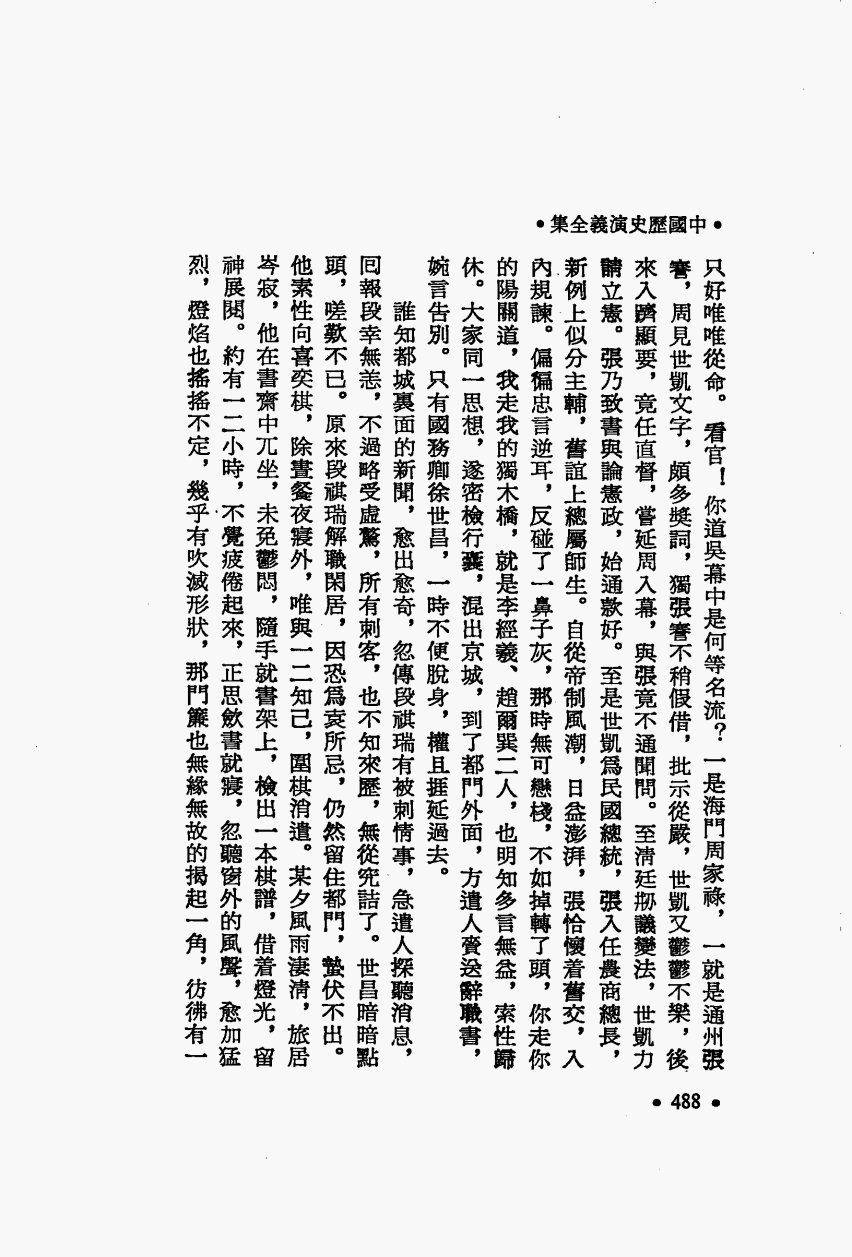 •中國歷史演義全集•
只好唯唯從命。看官!你道吳幕中是何等名流?一是海門周家祿,一就是通州張
謇,周見世凱文字,頗多獎詞,獨張謇不稍假借,批示從嚴,世凱又鬱鬱不樂,後
來入躋顯要,竟任直督,嘗延周入幕,與張竟不通聞問。至清廷刱議變法,世凱力
請立憲。張乃致書與論憲政,始通款好。至是世凱爲民國總統,張入任農商總長,
新例上似分主輔,舊誼上總屬師生。自從帝制風潮,日益澎湃,張恰懷着舊交,入
內規諫。偏偏忠言逆耳,反碰了一鼻子灰,那時無可戀棧,不如掉轉了頭,你走你
的陽關道,我走我的獨木橋,就是李經羲、趙爾巽二人,也明知多言無益,索性歸
休。大家同一思想,遂密檢行囊,混出京城,到了都門外面,方遣人齎送辭職書,
婉言告別。只有國務卿徐世昌,一時不便脫身,權且捱延過去。
誰知都城裏面的新聞,愈出愈奇,忽傳段祺瑞有被刺情事,急遣人探聽消息,
回報段幸無恙,不過略受虛驚,所有刺客,也不知來歷,無從究詰了。世昌暗暗點
頭,嗟歎不已。原來段祺瑞解職閑居,因恐爲袁所忌,仍然留住都門,蟄伏不出。
他素性向喜奕棋,除晝餐夜寢外,唯與一二知己,圍棋消遣。某夕風雨淒清,旅居
岑寂,他在書齋中兀坐,未免鬱悶,隨手就書架上,檢出一本棋譜,借着燈光,留
神展閱。約有一二小時,不覺疲倦起來,正思斂書就寢,忽聽窗外的風聲,愈加猛
烈,燈焰也搖搖不定,幾乎有吹滅形狀,那門簾也無緣無故的揭起一角,彷彿有一
•488•